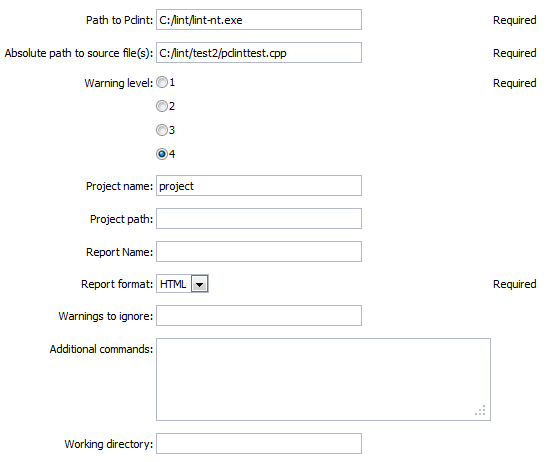 Path to Pclint: C:/lint/lint-nt.exe Required
Absolute path to source file(s): C:/lint/test2/pclinttest.cpp Required
Warning level: 1 Required
2
3
4
Project name: project
Project path:
Report Name:
Report format: HTML Required
Warnings to ignore:
Additional commands:
Working directory: